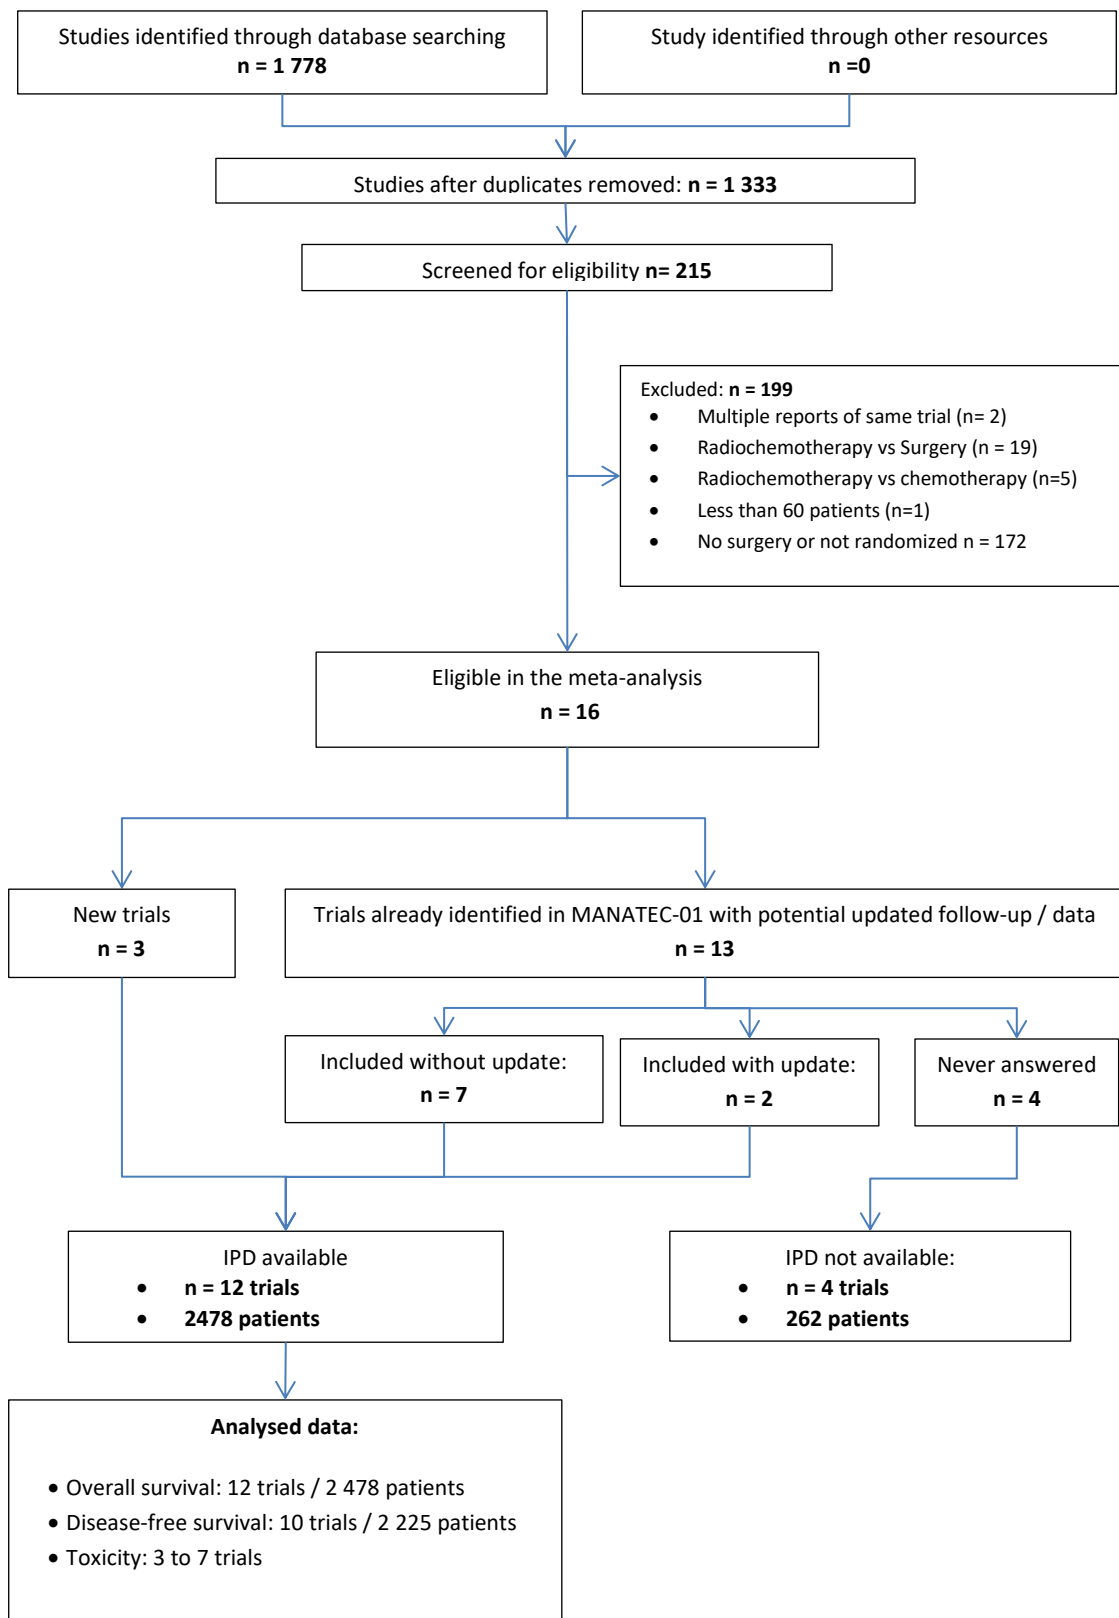 Studies identified through database searching
n = 1 778
Study identified through other resources
n =0
Studies after duplicates removed: n = 1 333
Screened for eligibility n= 215
Excluded: n = 199
• Multiple reports of same trial (n= 2)
• Radiochemotherapy vs Surgery (n = 19)
• Radiochemotherapy vs chemotherapy (n=5)
• Less than 60 patients (n=1)
• No surgery or not randomized n = 172
Eligible in the meta-analysis
n = 16
New trials
n = 3
Trials already identified in MANATEC-01 with potential updated follow-up / data
n = 13
Included without update:
n = 7
Included with update:
n = 2
Never answered
n = 4
IPD available
• n = 12 trials
• 2478 patients
IPD not available:
• n = 4 trials
• 262 patients
Analysed data:
• Overall survival: 12 trials / 2 478 patients
• Disease-free survival: 10 trials / 2 225 patients
• Toxicity: 3 to 7 trials